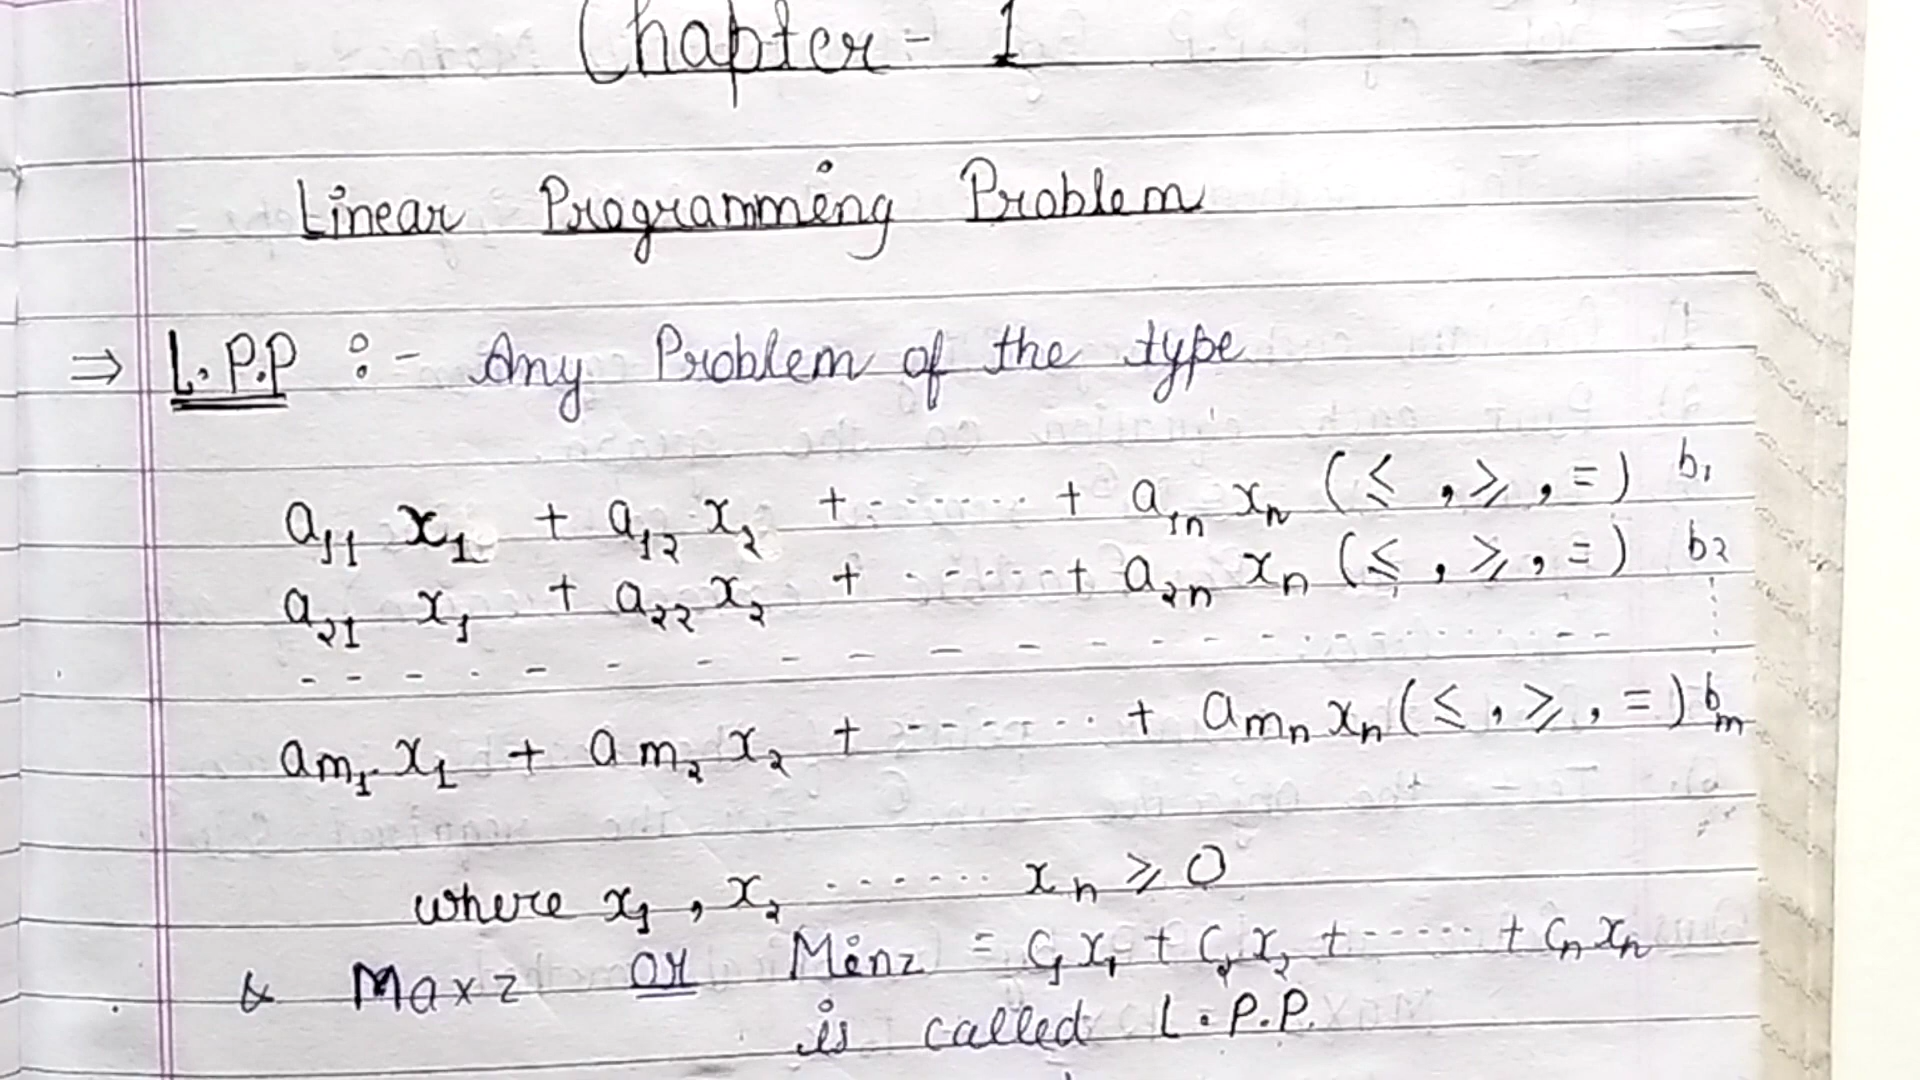 Chapter - 1
Linear Programming Problem
⇒ L.P.P :- Any Problem of the type
a₁₁ x₁ + a₁₂ x₂ + ........ + a₁ₙ xₙ (≤ , ≥ , =) b₁
a₂₁ x₁ + a₂₂ x₂ + ....... + a₂ₙ xₙ (≤ , ≥ , =) b₂
- - - - - - - - - - - - - - - - - - - -
aₘ₁ x₁ + aₘ₂ x₂ + ........ + aₘₙ xₙ (≤ , ≥ , =) bₘ
where x₁ , x₂ ....... xₙ ≥ 0
& Max z or Min z = c₁ x₁ + c₂ x₂ + ...... + cₙ xₙ
is called L.P.P.